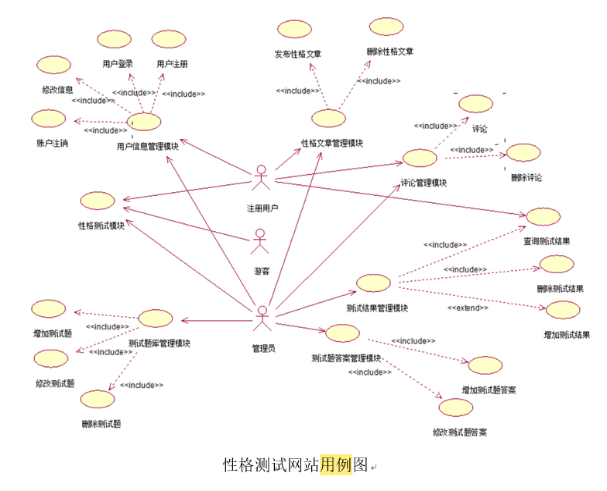 发布性格文章
删除性格文章
用户登录
用户注册
<<include>>
<<include>>
修改信息
<<include>>
<<include>>
<<include>>
<<include>>
评论
账户注销
<<include>>
<<include>>
<<include>>
用户信息管理模块
性格文章管理模块
删除评论
评论管理模块
注册用户
性格测试模块
查询测试结果
<<include>>
游客
<<include>>
删除测试结果
测试结果管理模块
<<extend>>
增加测试题
<<include>>
增加测试结果
测试题库管理模块
管理员
<<include>>
测试题答案管理模块
<<include>>
修改测试题
<<include>>
<<include>>
增加测试题答案
删除测试题
修改测试题答案
性格测试网站用例图